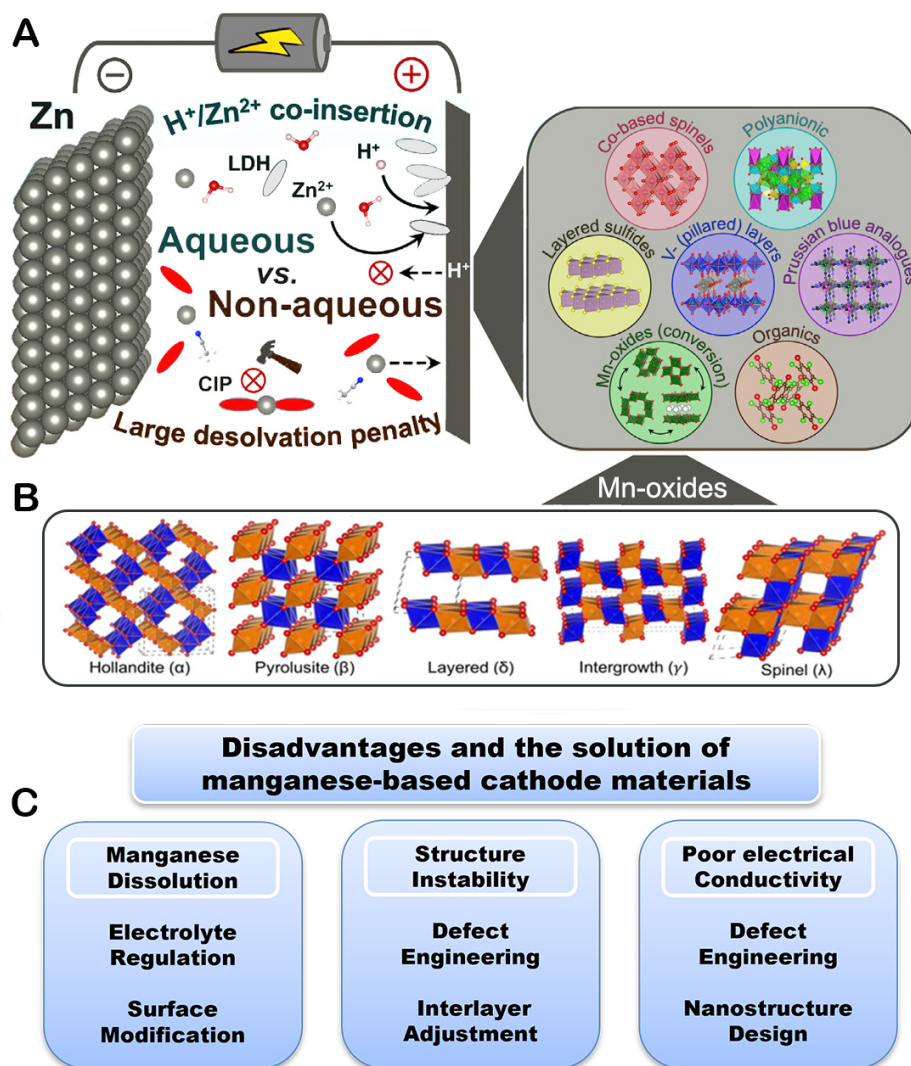 A
−
+
Zn
H⁺/Zn²⁺ co-insertion
LDH
H⁺
Zn²⁺
Aqueous
vs.
H⁺
Non-aqueous
CIP
Large desolvation penalty
Co-based spinels
Polyanionic
Layered sulfides
V- (pillared) layers
Prussian blue analogues
Mn-oxides (conversion)
Organics
B
Mn-oxides
Hollandite (α)
Pyrolusite (β)
Layered (δ)
Intergrowth (γ)
Spinel (λ)
Disadvantages and the solution of
manganese-based cathode materials
C
Manganese
Dissolution
Electrolyte
Regulation
Surface
Modification
Structure
Instability
Defect
Engineering
Interlayer
Adjustment
Poor electrical
Conductivity
Defect
Engineering
Nanostructure
Design